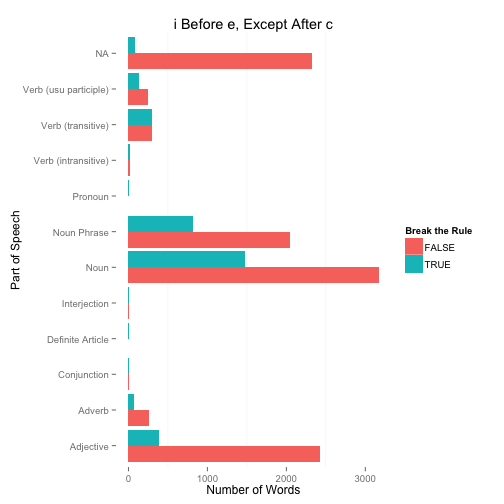 i Before e, Except After c
NA
Verb (usu participle)
Verb (transitive)
Verb (intransitive)
Pronoun
Noun Phrase
Noun
Interjection
Definite Article
Conjunction
Adverb
Adjective
Part of Speech
0 1000 2000 3000
Number of Words
Break the Rule
FALSE
TRUE